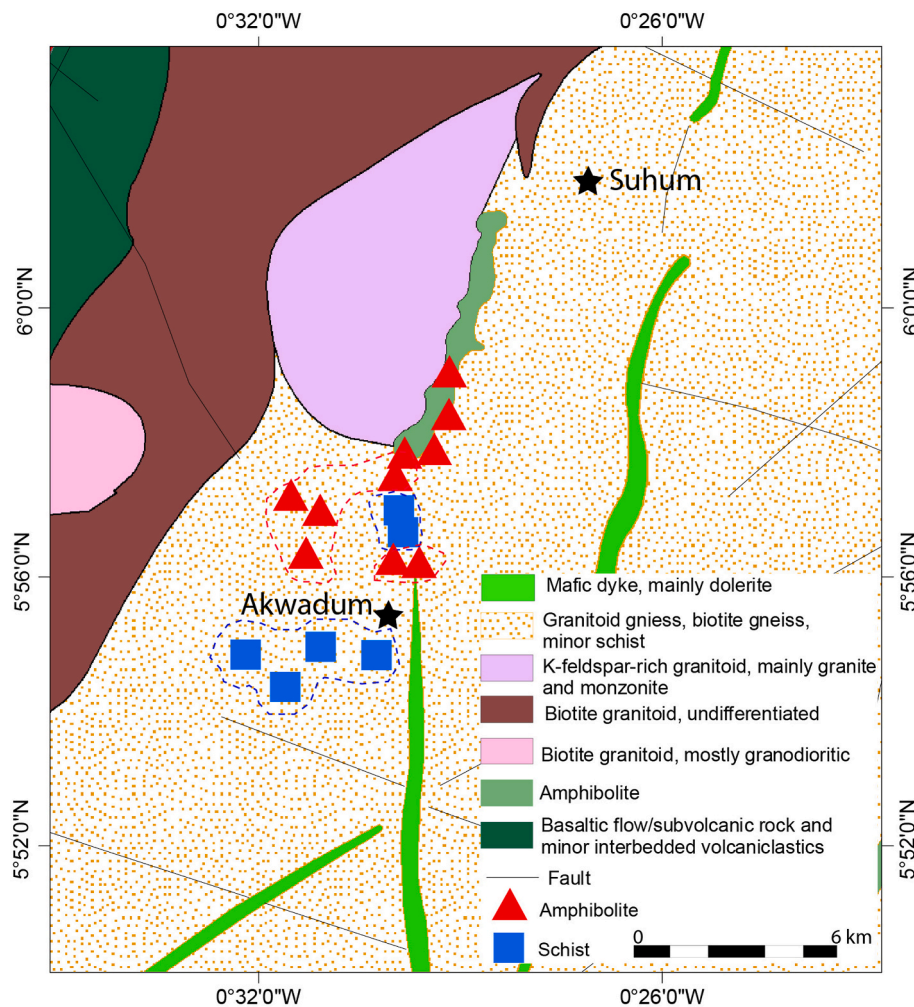 0°32'0"W
0°26'0"W
Suhum
6°0'0"N
6°0'0"N
5°56'0"N
5°56'0"N
Akwadum
Mafic dyke, mainly dolerite
Granitoid gniess, biotite gneiss,
minor schist
K-feldspar-rich granitoid, mainly granite
and monzonite
Biotite granitoid, undifferentiated
Biotite granitoid, mostly granodioritic
Amphibolite
Basaltic flow/subvolcanic rock and
minor interbedded volcaniclastics
5°52'0"N
5°52'0"N
Fault
Amphibolite
Schist
0
6 km
0°32'0"W
0°26'0"W